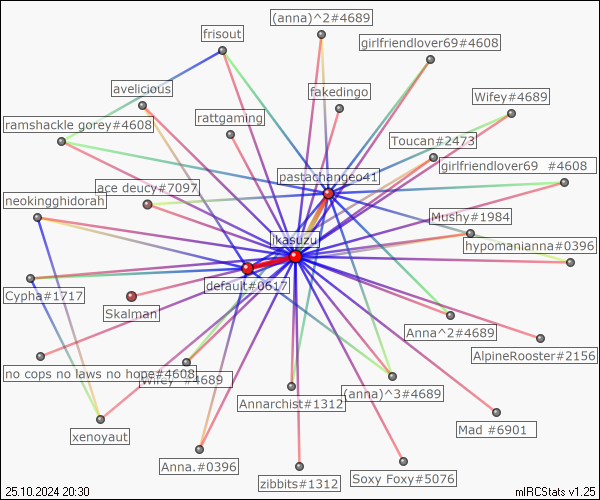 (anna)^2#4689
frisout
girlfriendlover69#4608
avelicious
fakedingo
Wifey#4689
rattgaming
ramshackle gorey#4608
Toucan#2473
girlfriendlover69 #4608
pastachangeo41
ace deucy#7097
neokingghidorah
Mushy#1984
ikasuzu
hypomanianna#0396
default#0617
Cypha#1717
Skalman
Anna^2#4689
AlpineRooster#2156
no cops no laws no hope#4608
Wifey #4689
(anna)^3#4689
Annarchist#1312
Mad #6901
xenoyaut
Anna.#0396
zibbits#1312
Soxy Foxy#5076
25.10.2024 20:30
mIRCStats v1.25